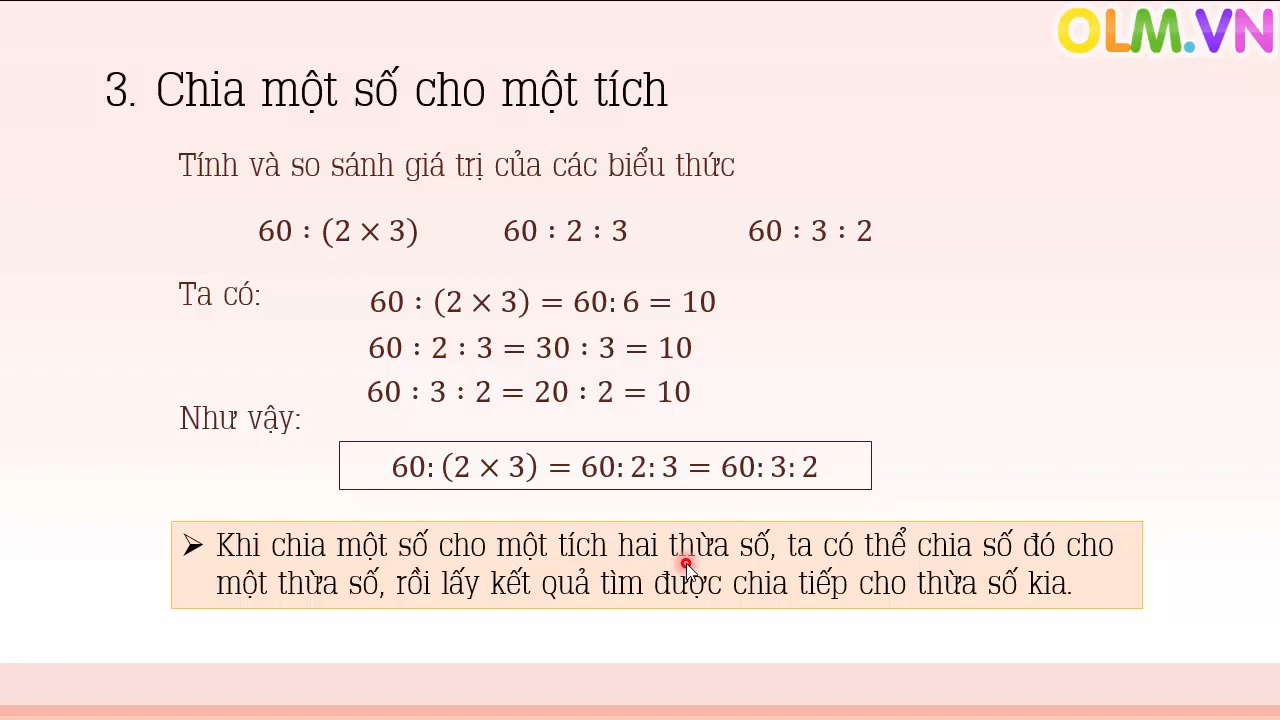 OLM.VN
3. Chia một số cho một tích
Tính và so sánh giá trị của các biểu thức
60 : (2 × 3) 60 : 2 : 3 60 : 3 : 2
Ta có:
60 : (2 × 3) = 60: 6 = 10
60 : 2 : 3 = 30 : 3 = 10
60 : 3 : 2 = 20 : 2 = 10
Như vậy:
60: (2 × 3) = 60: 2: 3 = 60: 3: 2
➤ Khi chia một số cho một tích hai thừa số, ta có thể chia số đó cho
một thừa số, rồi lấy kết quả tìm được chia tiếp cho thừa số kia.